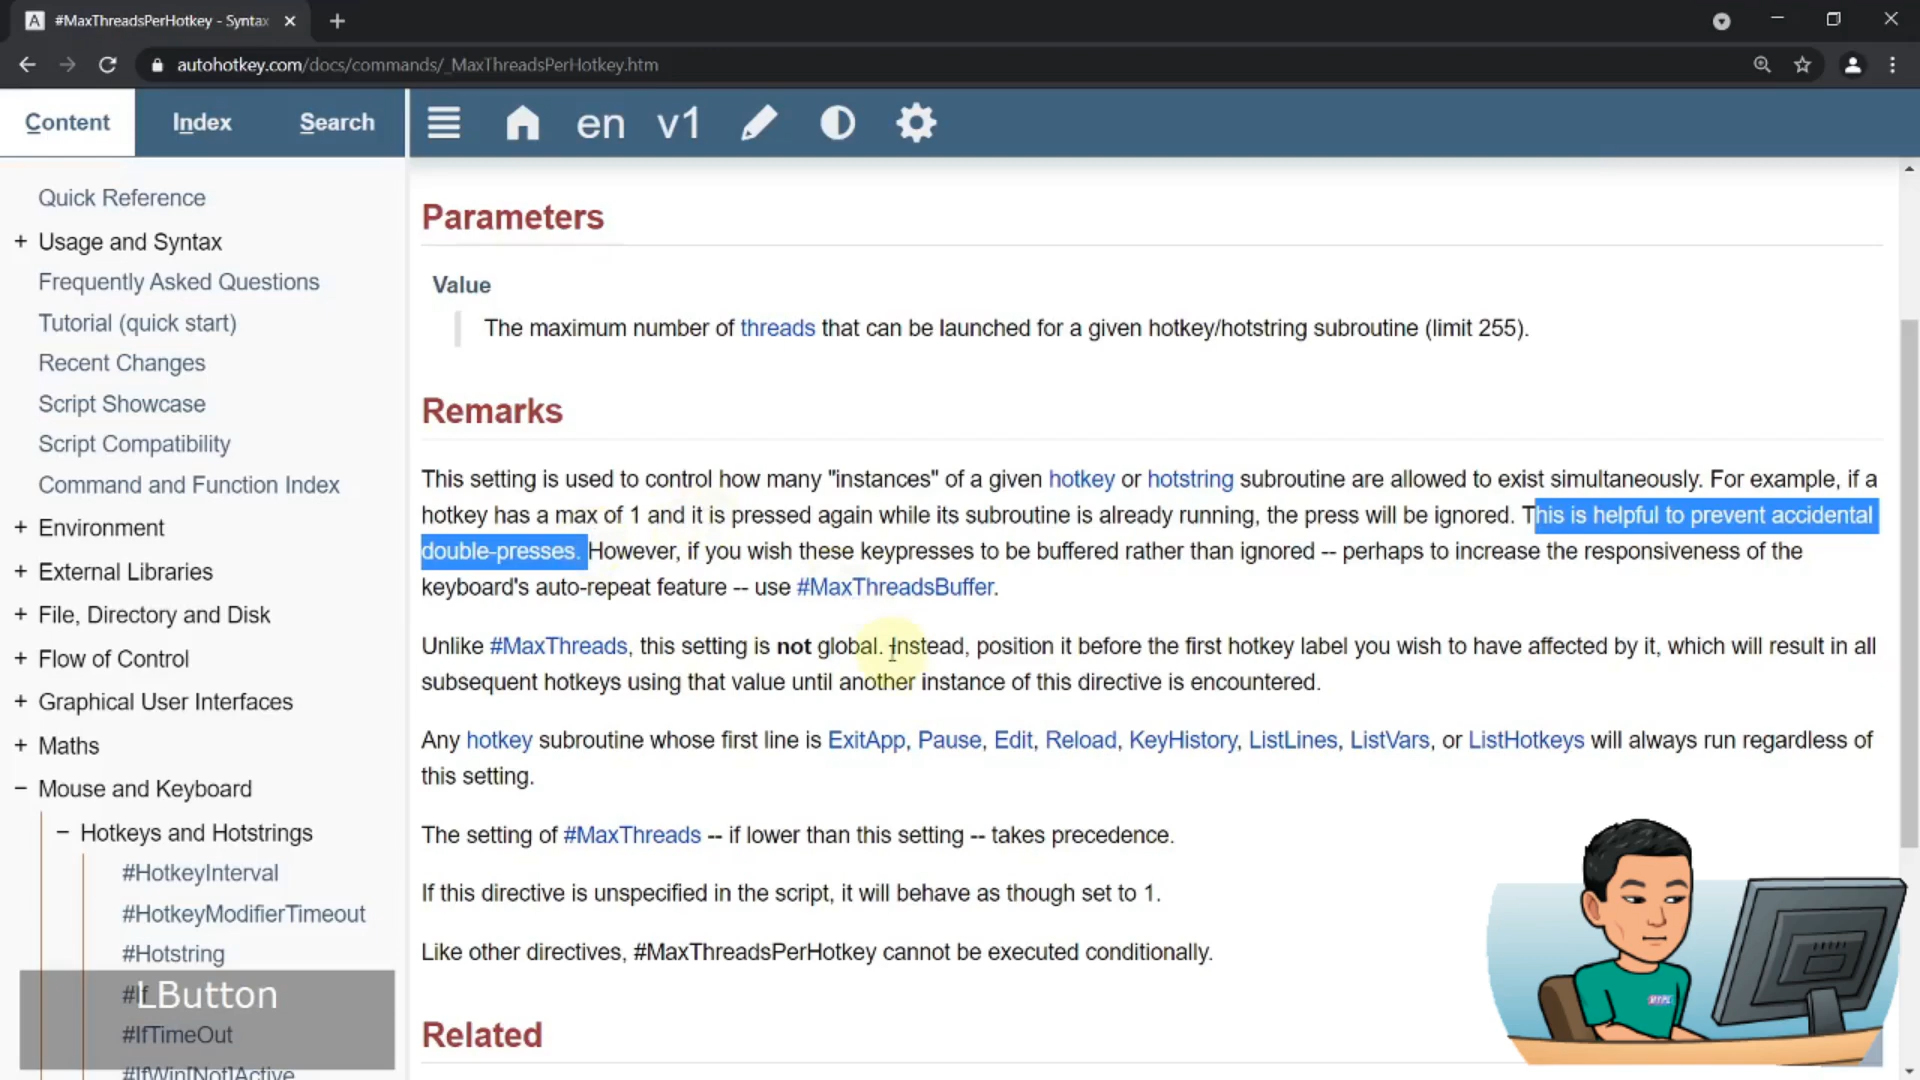 #MaxThreadsPerHotkey - Syntax
autohotkey.com/docs/commands/_MaxThreadsPerHotkey.htm
Content
Index
Search
en
v1
Quick Reference
+ Usage and Syntax
Frequently Asked Questions
Tutorial (quick start)
Recent Changes
Script Showcase
Script Compatibility
Command and Function Index
+ Environment
+ External Libraries
+ File, Directory and Disk
+ Flow of Control
+ Graphical User Interfaces
+ Maths
− Mouse and Keyboard
− Hotkeys and Hotstrings
#HotkeyInterval
#HotkeyModifierTimeout
#Hotstring
#If
LButton
#IfTimeOut
#IfWin[Not]Active
Parameters
Value
The maximum number of threads that can be launched for a given hotkey/hotstring subroutine (limit 255).
Remarks
This setting is used to control how many "instances" of a given hotkey or hotstring subroutine are allowed to exist simultaneously. For example, if a
hotkey has a max of 1 and it is pressed again while its subroutine is already running, the press will be ignored. This is helpful to prevent accidental
double-presses. However, if you wish these keypresses to be buffered rather than ignored -- perhaps to increase the responsiveness of the
keyboard's auto-repeat feature -- use #MaxThreadsBuffer.
Unlike #MaxThreads, this setting is not global. Instead, position it before the first hotkey label you wish to have affected by it, which will result in all
subsequent hotkeys using that value until another instance of this directive is encountered.
Any hotkey subroutine whose first line is ExitApp, Pause, Edit, Reload, KeyHistory, ListLines, ListVars, or ListHotkeys will always run regardless of
this setting.
The setting of #MaxThreads -- if lower than this setting -- takes precedence.
If this directive is unspecified in the script, it will behave as though set to 1.
Like other directives, #MaxThreadsPerHotkey cannot be executed conditionally.
Related